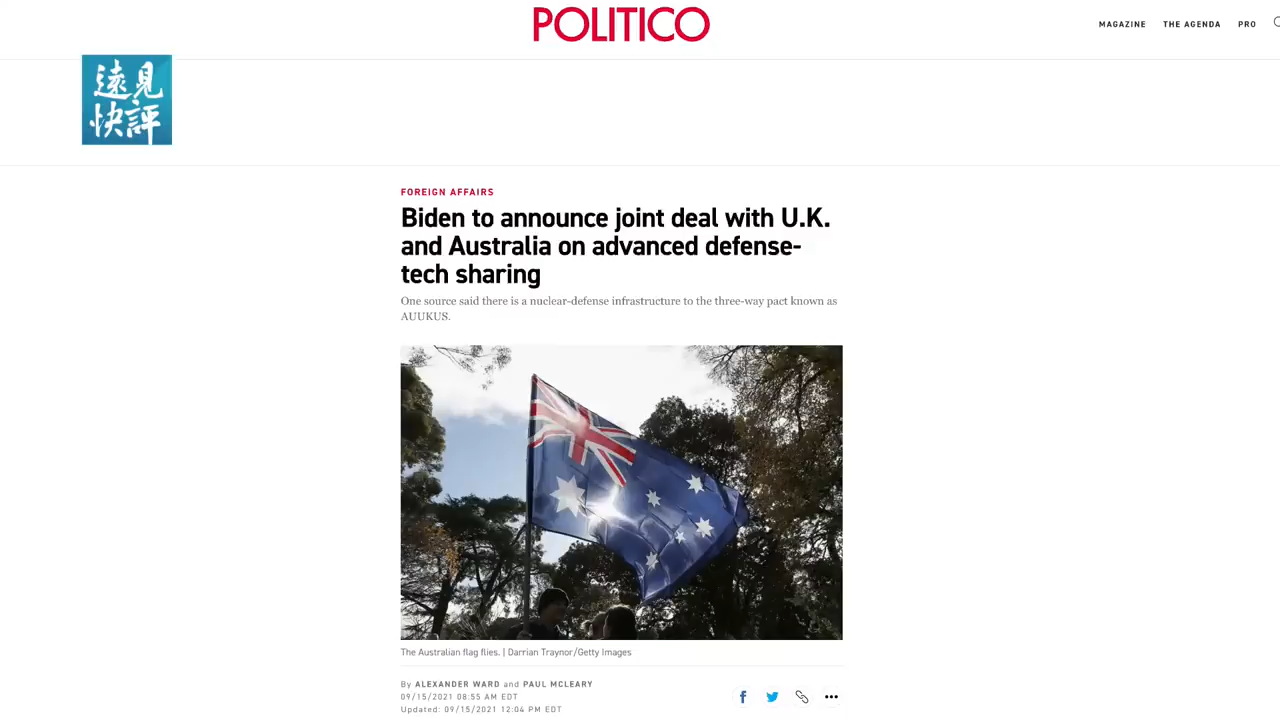 POLITICO
MAGAZINE THE AGENDA PRO
遠見
快評
FOREIGN AFFAIRS
Biden to announce joint deal with U.K.
and Australia on advanced defense-
tech sharing
One source said there is a nuclear-defense infrastructure to the three-way pact known as
AUUKUS.
The Australian flag flies. | Darrian Traynor/Getty Images
By ALEXANDER WARD and PAUL MCLEARY
09/15/2021 08:55 AM EDT
Updated: 09/15/2021 12:04 PM EDT